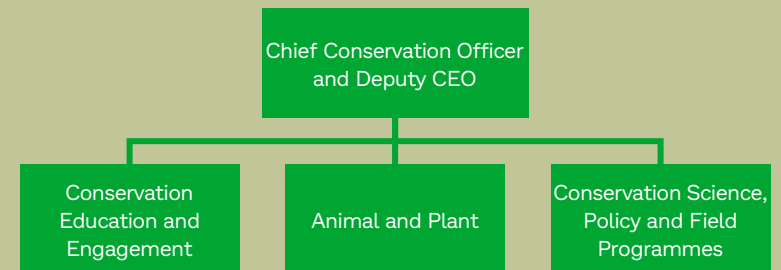 Chief Conservation Officer
and Deputy CEO
Conservation
Education and
Engagement
Animal and Plant
Conservation Science,
Policy and Field
Programmes